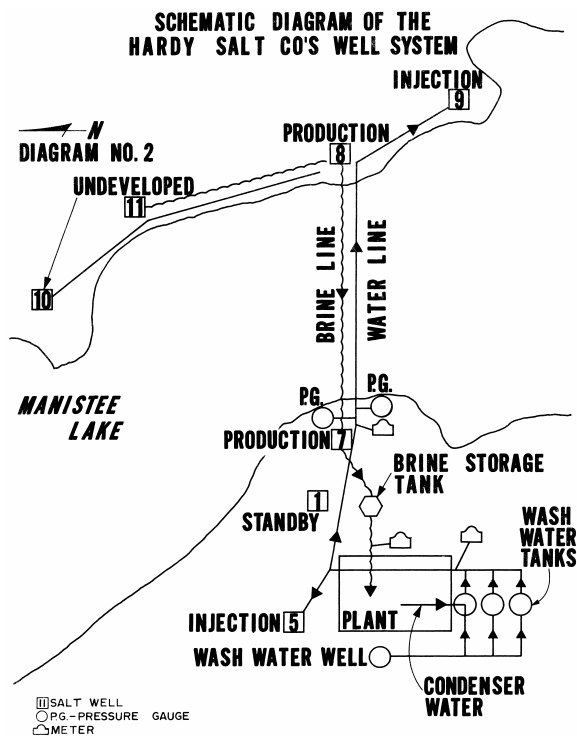 SCHEMATIC DIAGRAM OF THE
HARDY SALT CO'S WELL SYSTEM
INJECTION
9
N
DIAGRAM NO. 2
PRODUCTION
8
UNDEVELOPED
11
10
BRINE LINE
WATER LINE
MANISTEE
LAKE
P.G.
P.G.
PRODUCTION 7
BRINE STORAGE
TANK
1
STANDBY
WASH
WATER
TANKS
INJECTION 5
PLANT
WASH WATER WELL
CONDENSER
WATER
11 SALT WELL
P.G.-PRESSURE GAUGE
METER